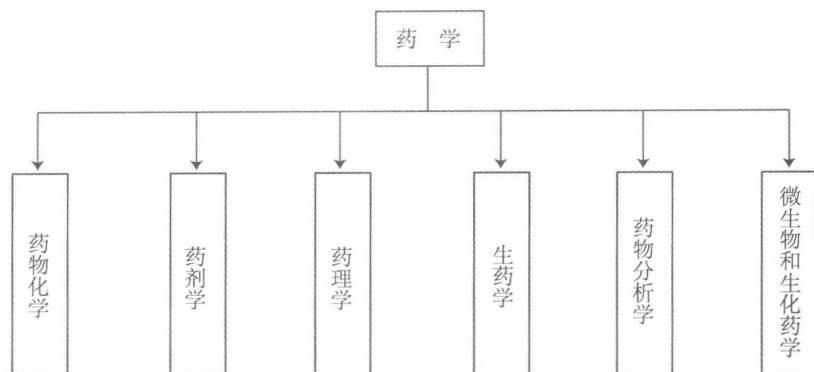 药 学
药物化学
药剂学
药理学
生药学
药物分析学
微生物和生化药学